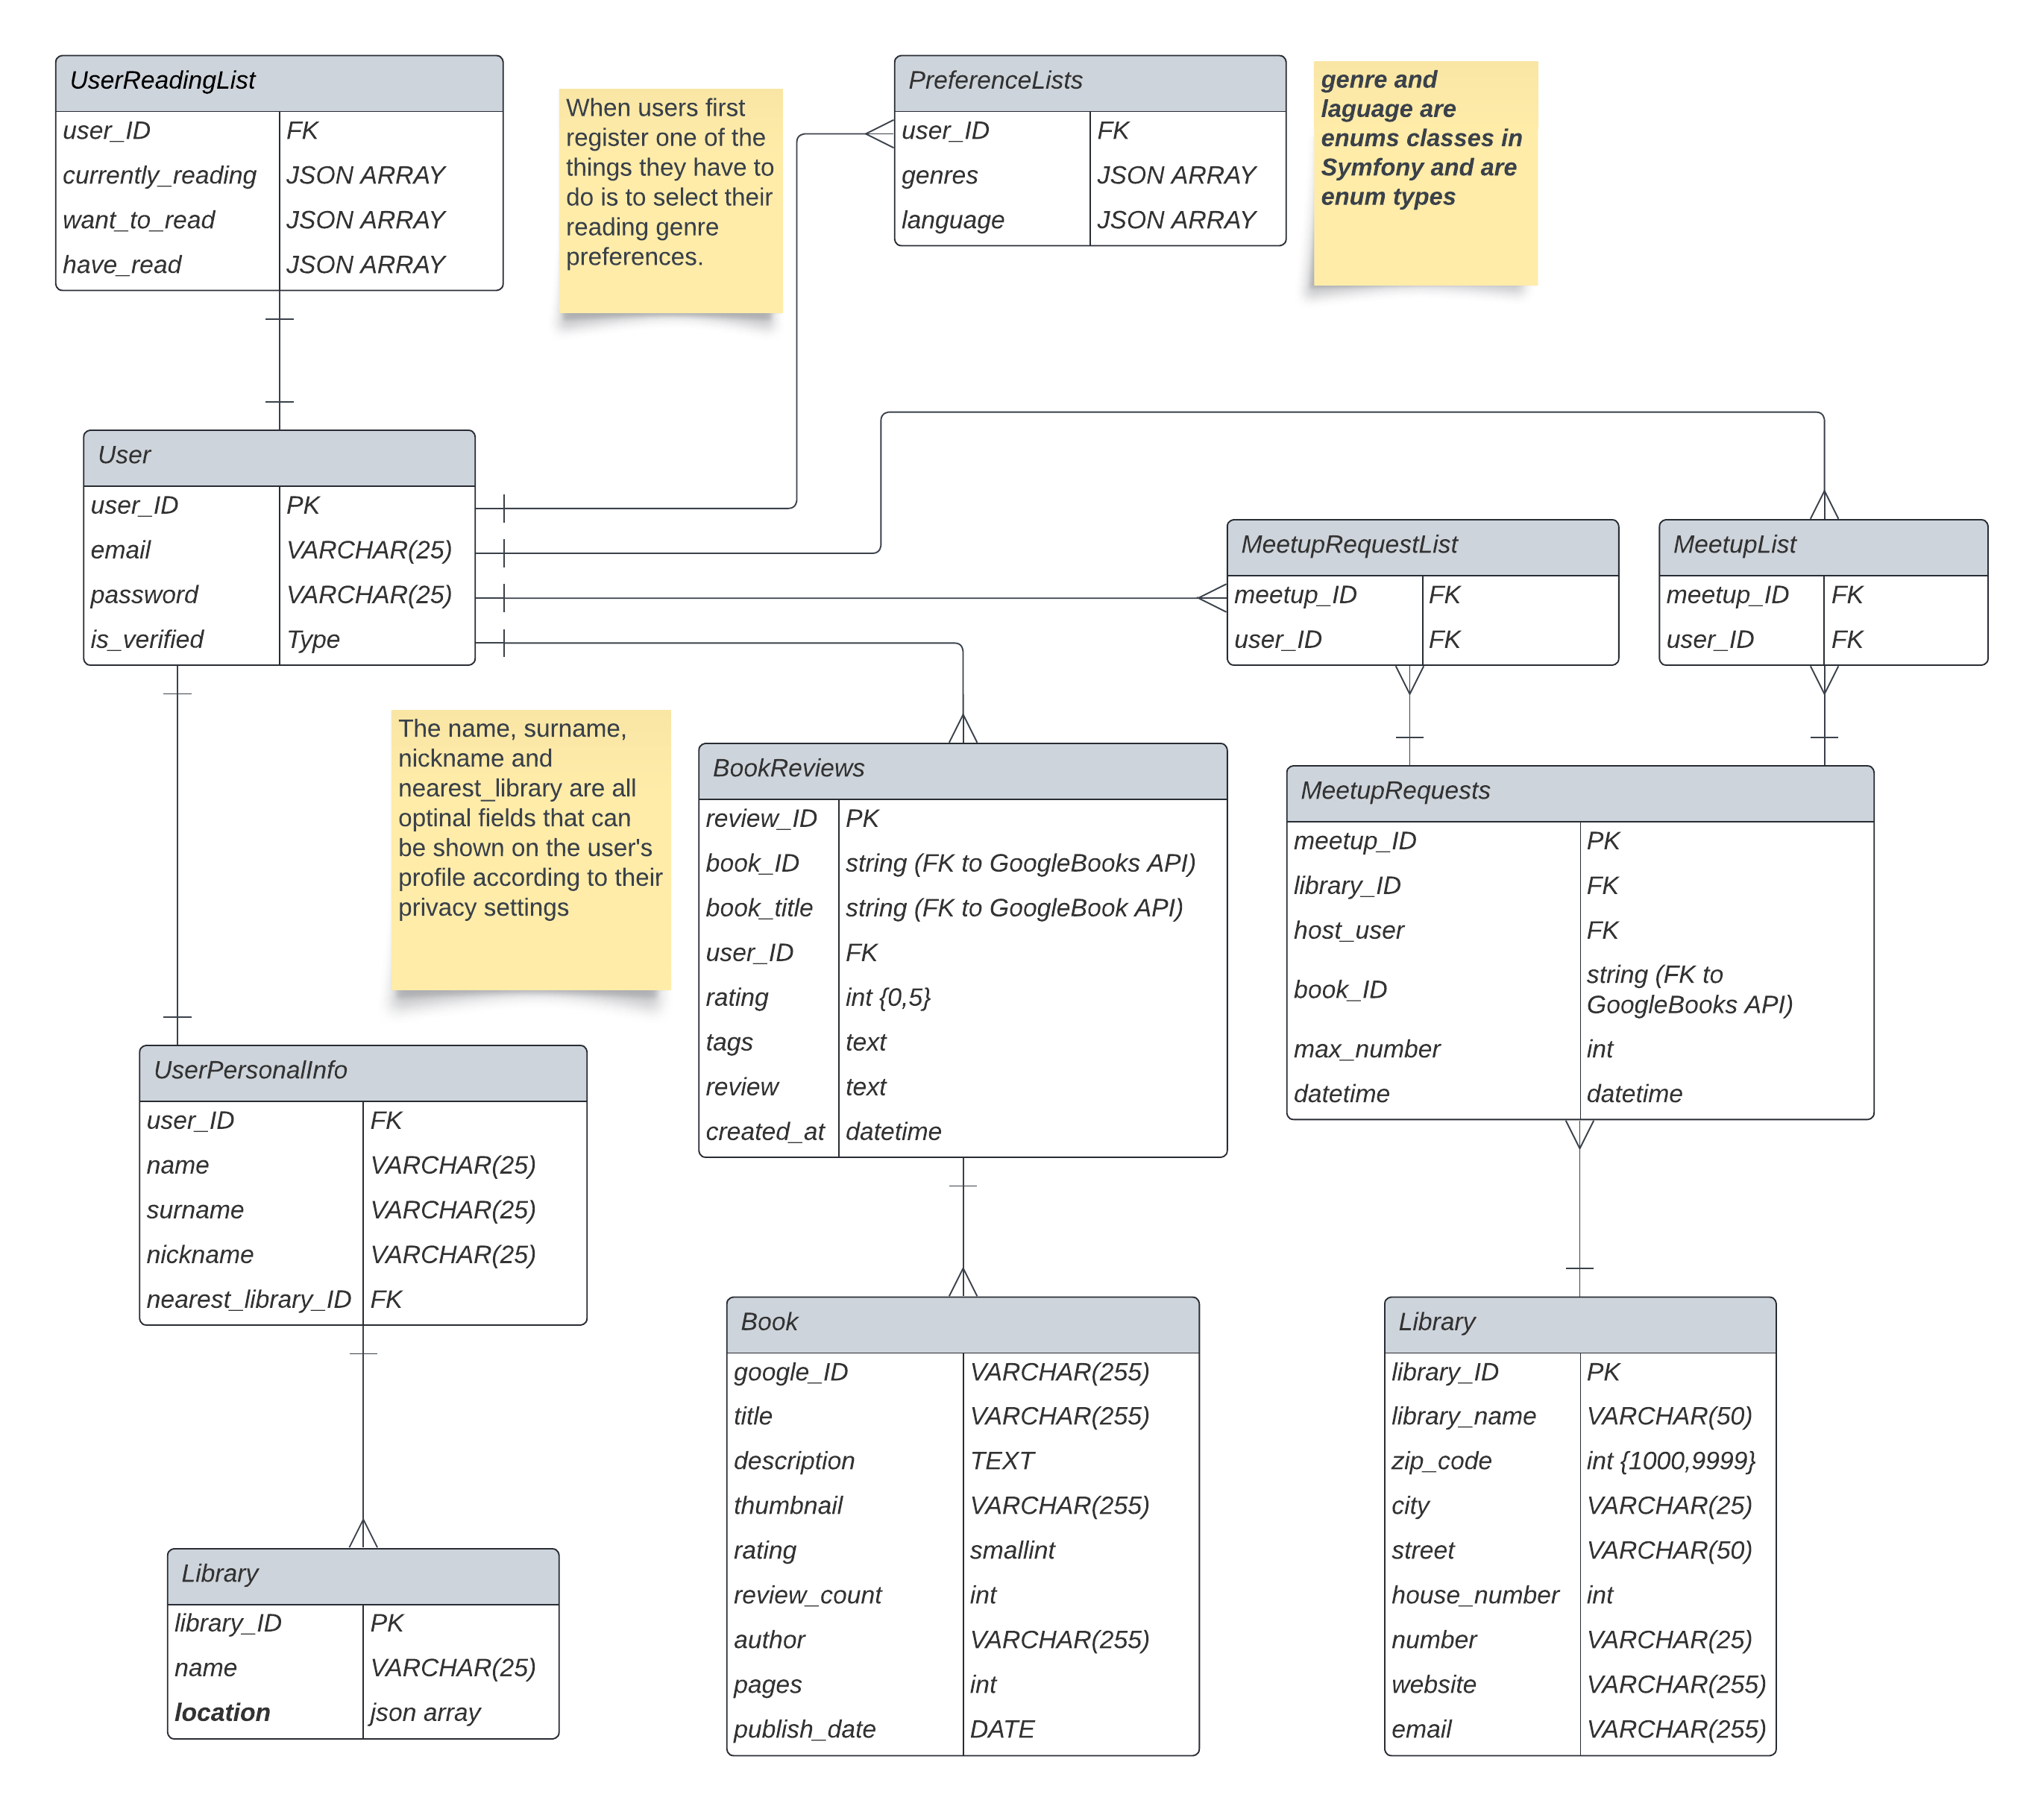 UserReadingList
user_ID FK
currently_reading JSON ARRAY
want_to_read JSON ARRAY
have_read JSON ARRAY
When users first
register one of the
things they have to
do is to select their
reading genre
preferences.
PreferenceLists
user_ID FK
genres JSON ARRAY
language JSON ARRAY
genre and
laguage are
enums classes in
Symfony and are
enum types
User
user_ID PK
email VARCHAR(25)
password VARCHAR(25)
is_verified Type
MeetupRequestList
meetup_ID FK
user_ID FK
MeetupList
meetup_ID FK
user_ID FK
The name, surname,
nickname and
nearest_library are all
optinal fields that can
be shown on the user's
profile according to their
privacy settings
BookReviews
review_ID PK
book_ID string (FK to GoogleBooks API)
book_title string (FK to GoogleBook API)
user_ID FK
rating int {0,5}
tags text
review text
created_at datetime
MeetupRequests
meetup_ID PK
library_ID FK
host_user FK
book_ID string (FK to
GoogleBooks API)
max_number int
datetime datetime
UserPersonalInfo
user_ID FK
name VARCHAR(25)
surname VARCHAR(25)
nickname VARCHAR(25)
nearest_library_ID FK
Library
library_ID PK
name VARCHAR(25)
location json array
Book
google_ID VARCHAR(255)
title VARCHAR(255)
description TEXT
thumbnail VARCHAR(255)
rating smallint
review_count int
author VARCHAR(255)
pages int
publish_date DATE
Library
library_ID PK
library_name VARCHAR(50)
zip_code int {1000,9999}
city VARCHAR(25)
street VARCHAR(50)
house_number int
number VARCHAR(25)
website VARCHAR(255)
email VARCHAR(255)